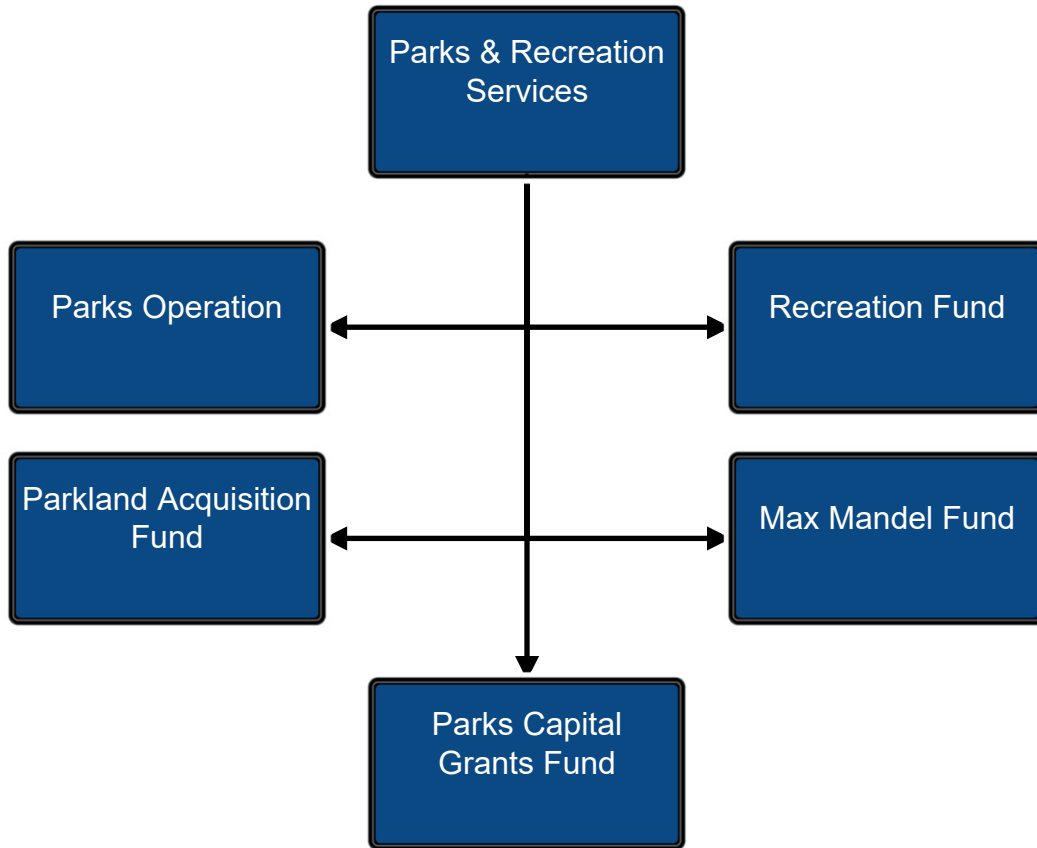 Parks & Recreation
Services
Parks Operation
Recreation Fund
Parkland Acquisition
Fund
Max Mandel Fund
Parks Capital
Grants Fund